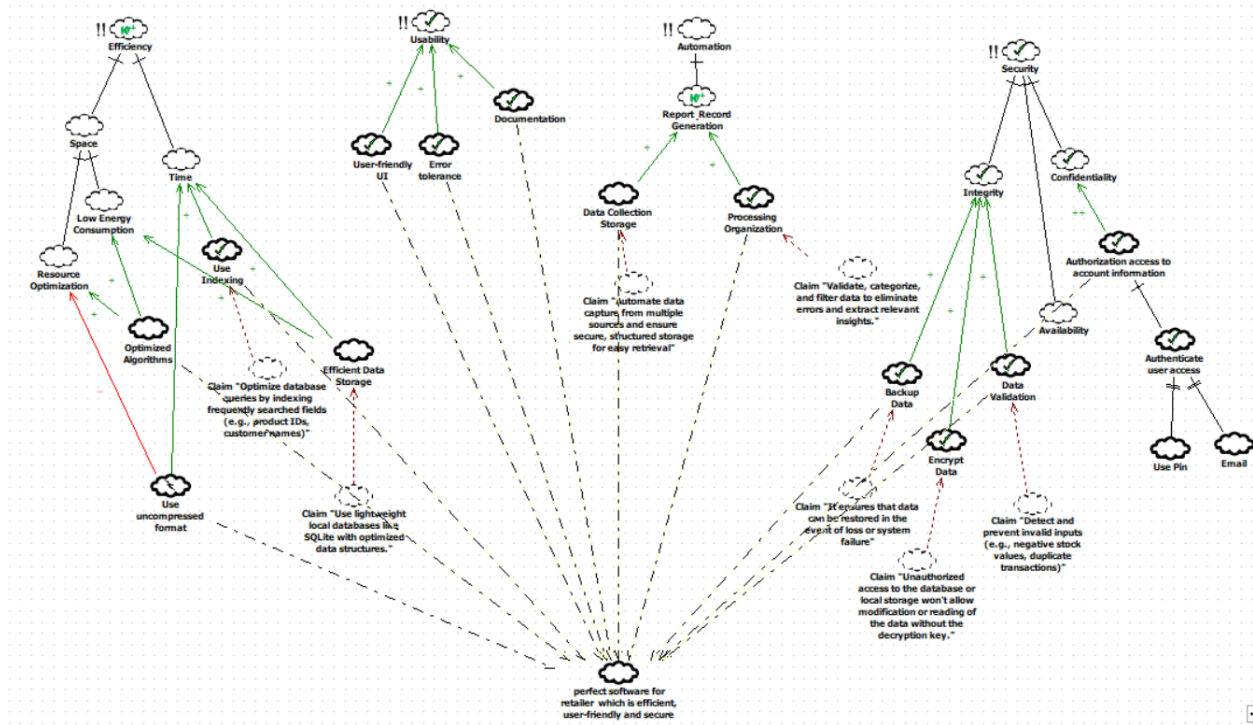 !!
Efficiency
!!
Usability
!!
Automation
!!
Security
Space
Time
Low Energy
Consumption
Resource
Optimization
Optimized
Algorithms
Use
Indexing
Efficient Data
Storage
Claim "Optimize database
queries by indexing
frequently searched fields
(e.g., product IDs,
customer names)"
Use
uncompressed
format
Claim "Use lightweight
local databases like
SQLite with optimized
data structures."
User-friendly
UI
Error
tolerance
Documentation
Report_Record
Generation
Data Collection
Storage
Processing
Organization
Claim "Automate data
capture from multiple
sources and ensure
secure, structured storage
for easy retrieval"
Claim "Validate, categorize,
and filter data to eliminate
errors and extract relevant
insights."
Integrity
Confidentiality
Availability
Authorization access to
account information
Authenticate
user access
Use Pin
Email
Backup
Data
Encrypt
Data
Data
Validation
Claim "It ensures that data
can be restored in the
event of loss or system
failure"
Claim "Unauthorized
access to the database or
local storage won't allow
modification or reading of
the data without the
decryption key."
Claim "Detect and
prevent invalid inputs
(e.g., negative stock
values, duplicate
transactions)"
perfect software for
retailer which is efficient,
user-friendly and secure
+
+
+
+
+
+
+
+
+
+
+
+
++
-